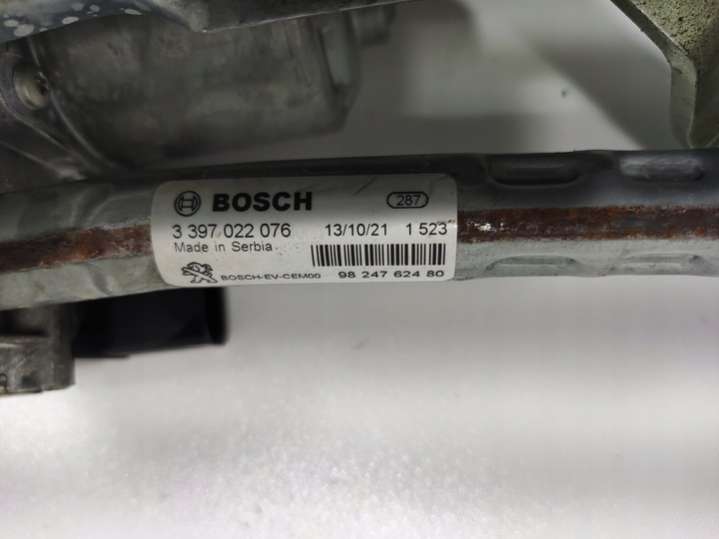 BOSCH 287
3 397 022 076 13/10/21 1 523
Made in Serbia
BOSCH-EV-CEM00 98 247 624 80